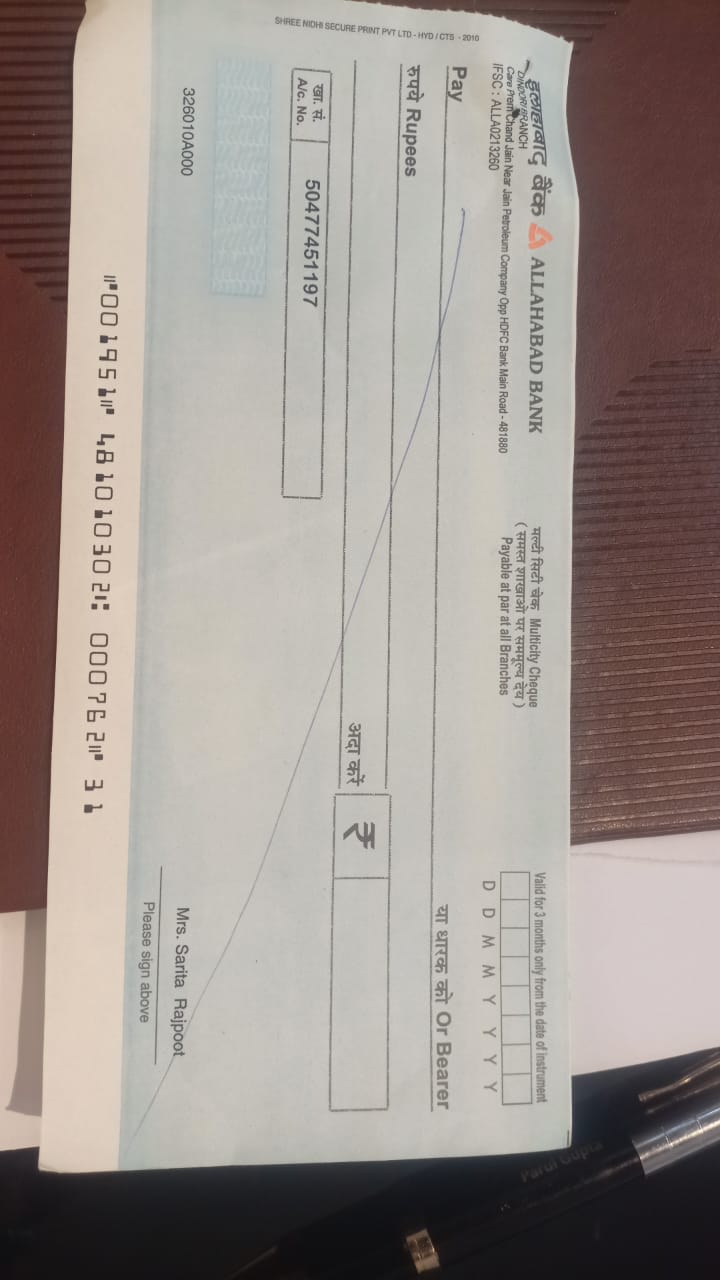 SHREE NIDHI SECURE PRINT PVT LTD - HYD / CTS - 2010
इलाहाबाद बैंक ALLAHABAD BANK
DINDORI BRANCH
Care Prem Chand Jain Near Jain Petroleum Company Opp HDFC Bank Main Road - 481880
IFSC : ALLA0213260
मल्टी सिटी चेक Multicity Cheque
( समस्त शाखाओं पर सममूल्य देय )
Payable at par at all Branches
Valid for 3 months only from the date of instrument
D D M M Y Y Y Y
Pay
या धारक को Or Bearer
रुपये Rupees
अदा करें ₹
खा. सं.
A/c. No.
50477451197
326010A000
Mrs. Sarita Rajpoot
Please sign above
⑈001951⑈ 481010302⑆ 000762⑈ 31
Parul Gupta